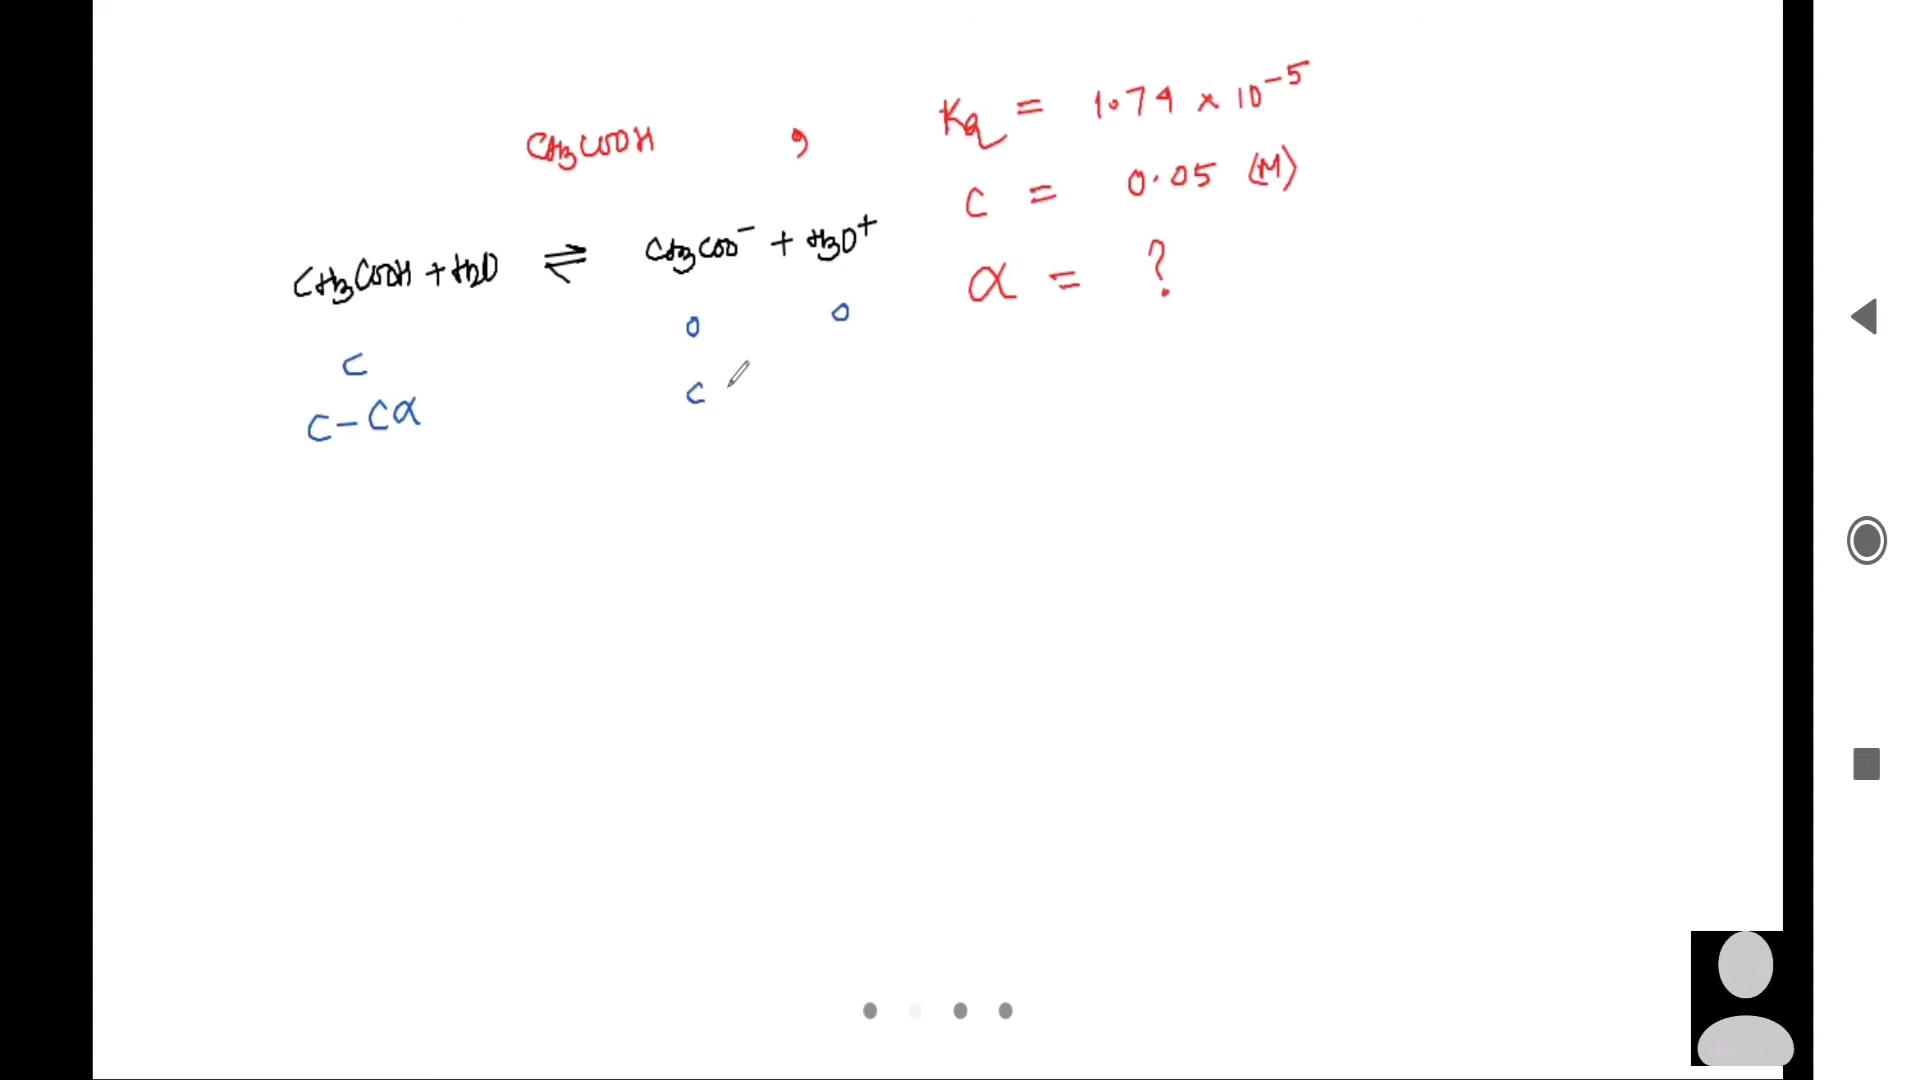 CH3COOH , Ka = 1.74 × 10⁻⁵
C = 0.05 (M)
CH3COOH + H2O ⇌ CH3COO⁻ + H3O⁺
α = ?
C 0 0
C - Cα C